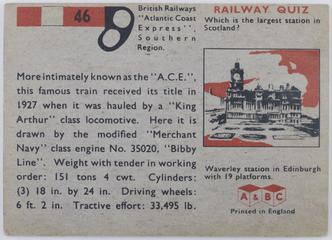 46
British Railways
"Atlantic Coast
Express",
Southern
Region.
More intimately known as the "A.C.E.",
this famous train received its title in
1927 when it was hauled by a "King
Arthur" class locomotive. Here it is
drawn by the modified "Merchant
Navy" class engine No. 35020, "Bibby
Line". Weight with tender in working
order: 151 tons 4 cwt. Cylinders:
(3) 18 in. by 24 in. Driving wheels:
6 ft. 2 in. Tractive effort: 33,495 lb.
RAILWAY QUIZ
Which is the largest station in
Scotland?
Waverley station in Edinburgh
with 19 platforms.
A&BC
Printed in England